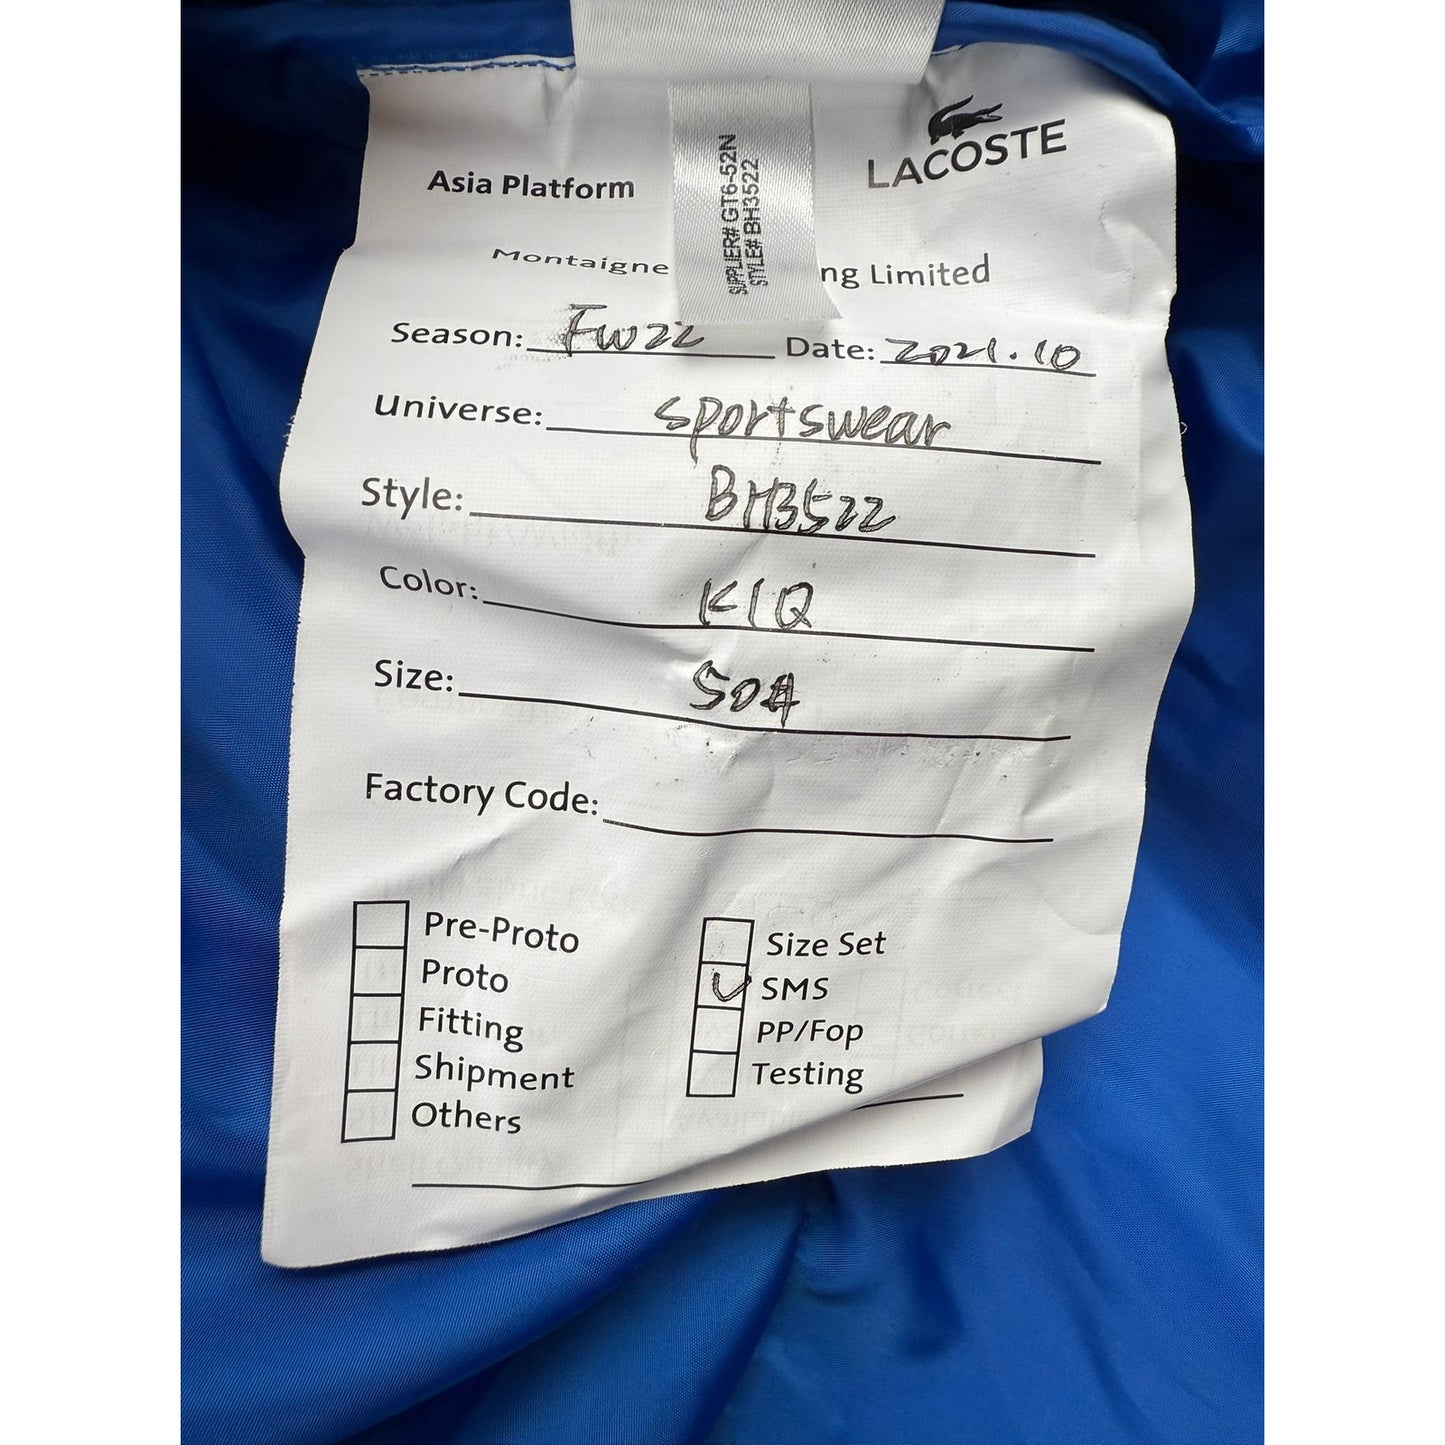 LACOSTE
Asia Platform
SUPPLIER# GT6-52N
STYLE# BH3522
Montaigne ng Limited
Season: FW22 Date: 2021.10
Universe: sportswear
Style: BH3522
Color: KIQ
Size: 50#
Factory Code:
Pre-Proto
Proto
Fitting
Shipment
Others
Size Set
SMS
PP/Fop
Testing